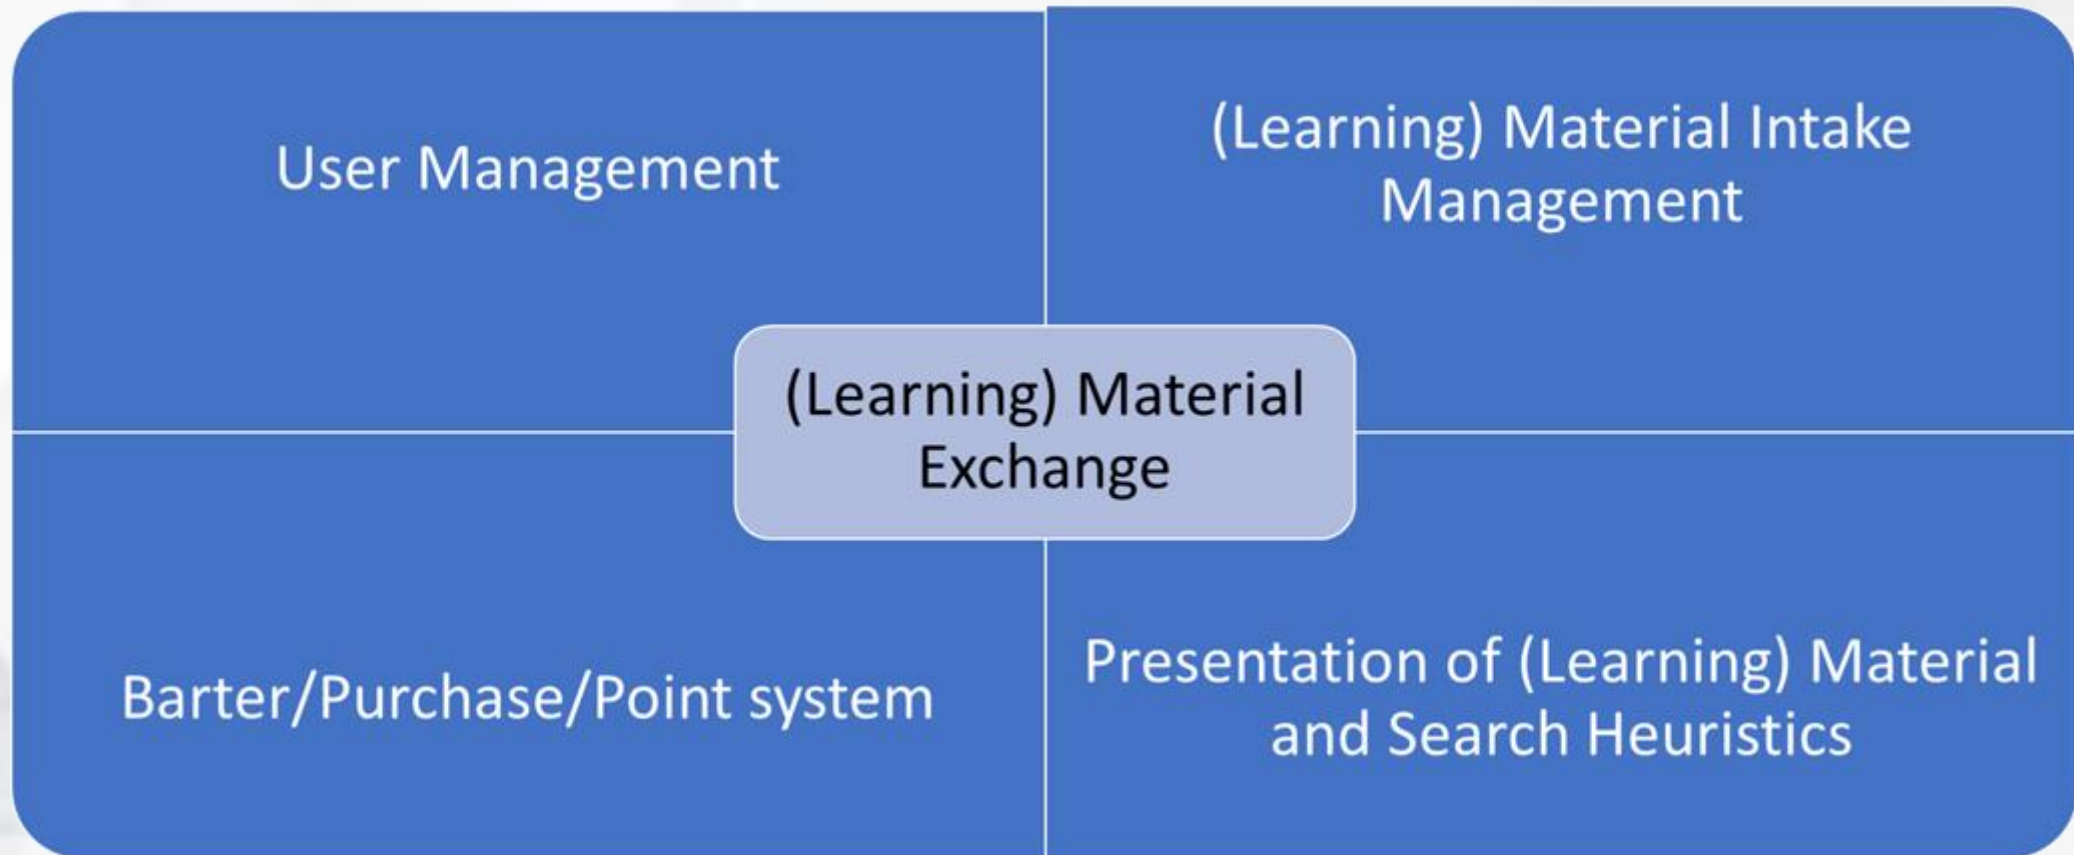 User Management
(Learning) Material Intake
Management
(Learning) Material
Exchange
Barter/Purchase/Point system
Presentation of (Learning) Material
and Search Heuristics